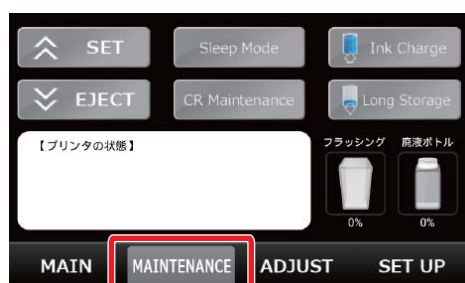 SET Sleep Mode Ink Charge
EJECT CR Maintenance Long Storage
【プリンタの状態】
フラッシング 廃液ボトル
0% 0%
MAIN MAINTENANCE ADJUST SET UP